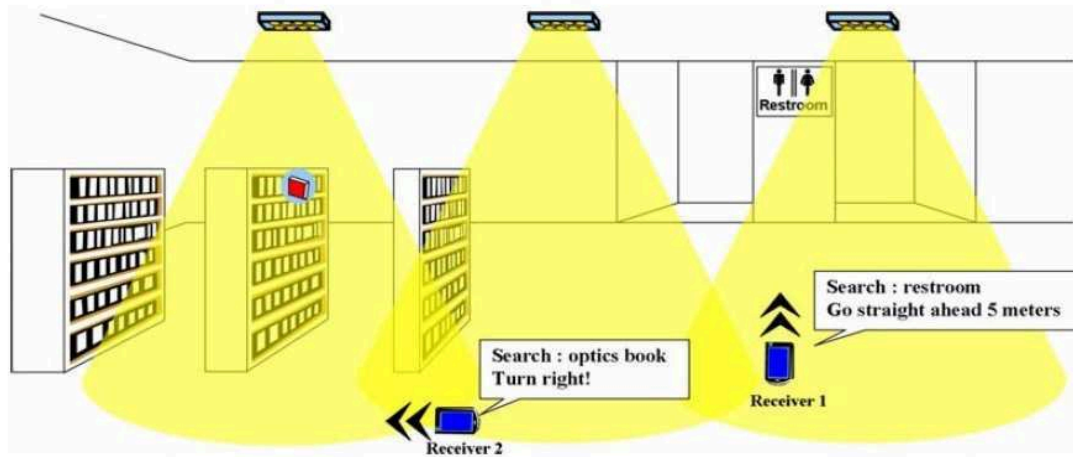 Restroom
Search : restroom
Go straight ahead 5 meters
Search : optics book
Turn right!
Receiver 1
Receiver 2